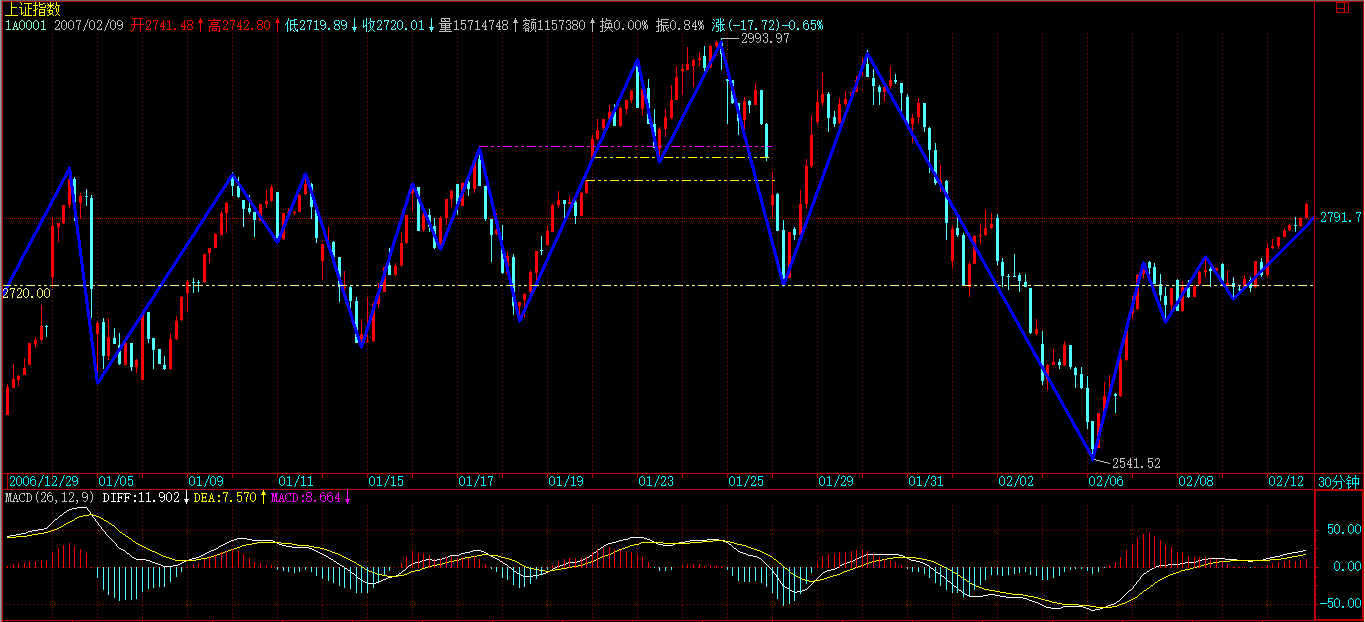 上证指数
1A0001 2007/02/09 开2741.48↑高2742.80↑低2719.89↓收2720.01↓量15714748↑额1157380↑换0.00% 振0.84% 涨(-17.72)-0.65%
2993.97
2791.7
2720.00
2541.52
2006/12/29 01/05 01/09 01/11 01/15 01/17 01/19 01/23 01/25 01/29 01/31 02/02 02/06 02/08 02/12 30分钟
MACD(26,12,9) DIFF:11.902↓DEA:7.570↑MACD:8.664↓
50.00
0.00
-50.00